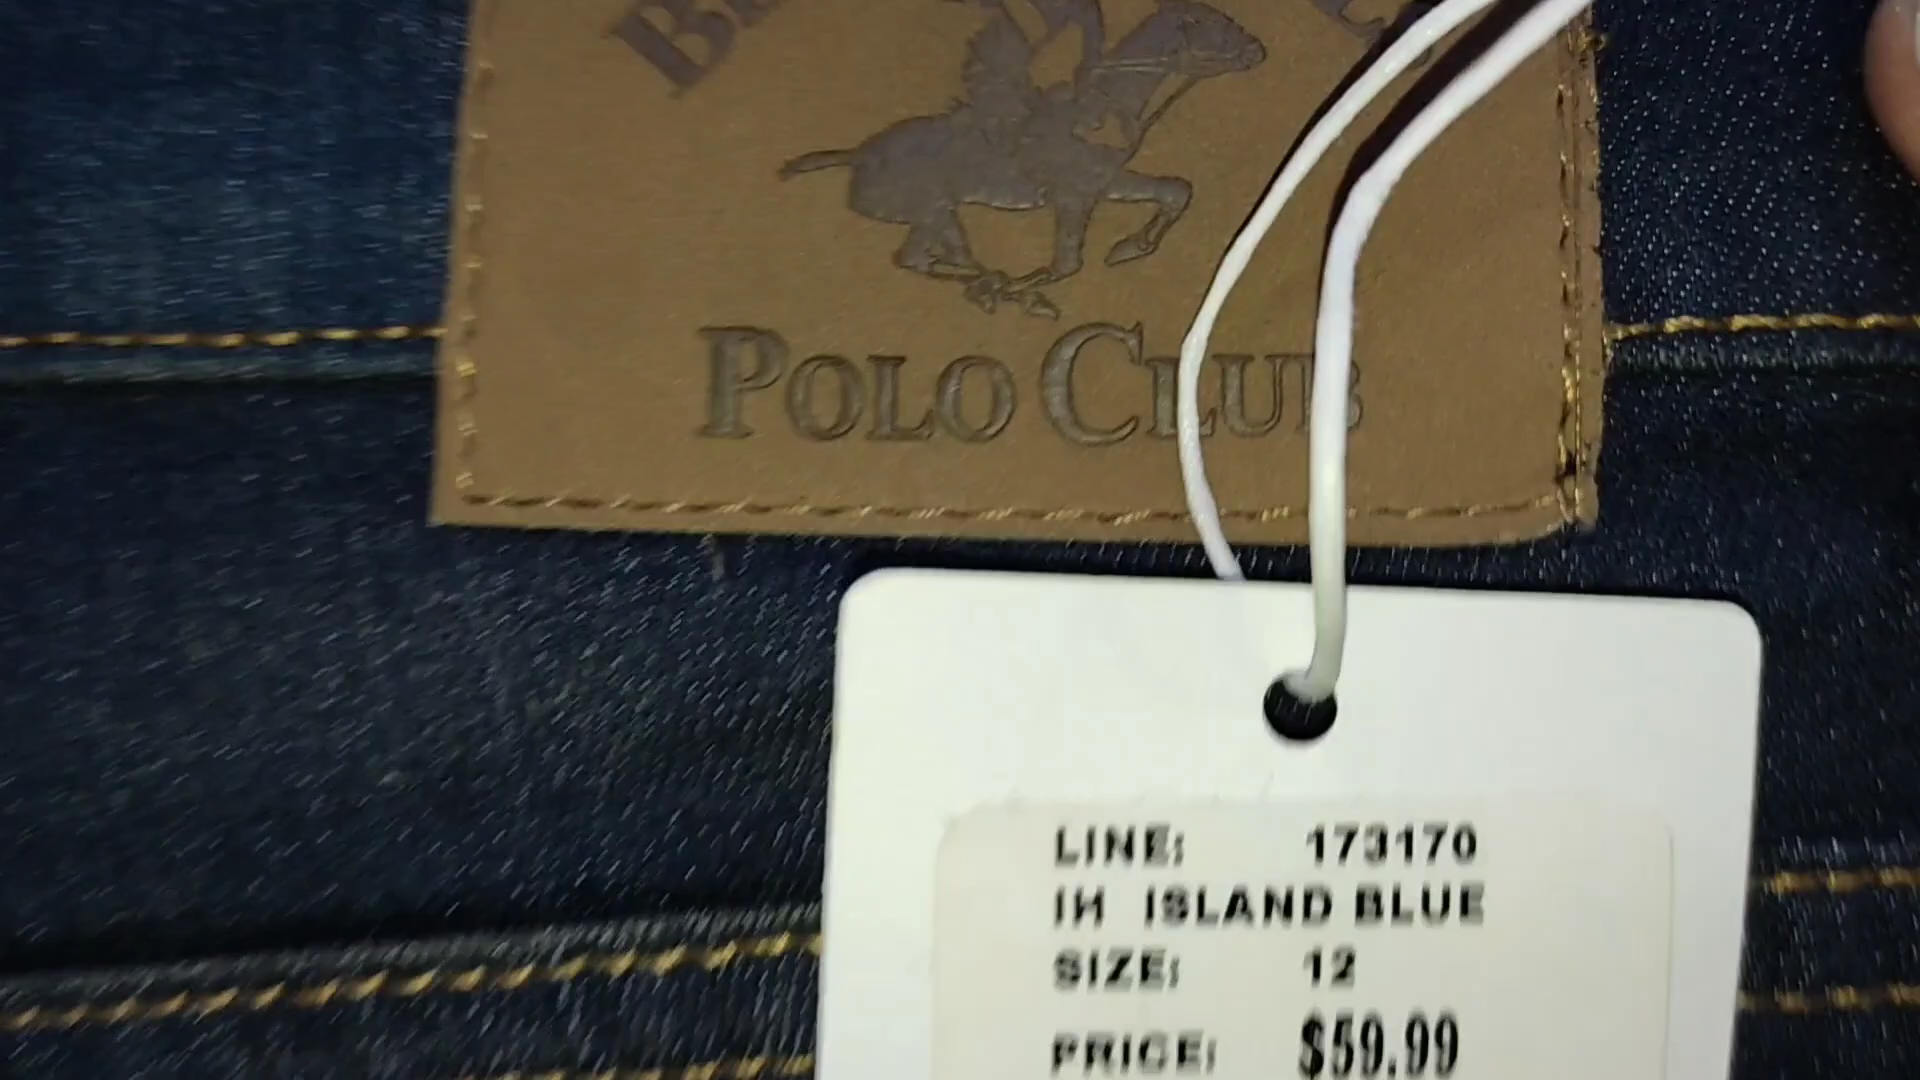 POLO CLUB
LINE: 173170
IH ISLAND BLUE
SIZE: 12
PRICE: $59.99